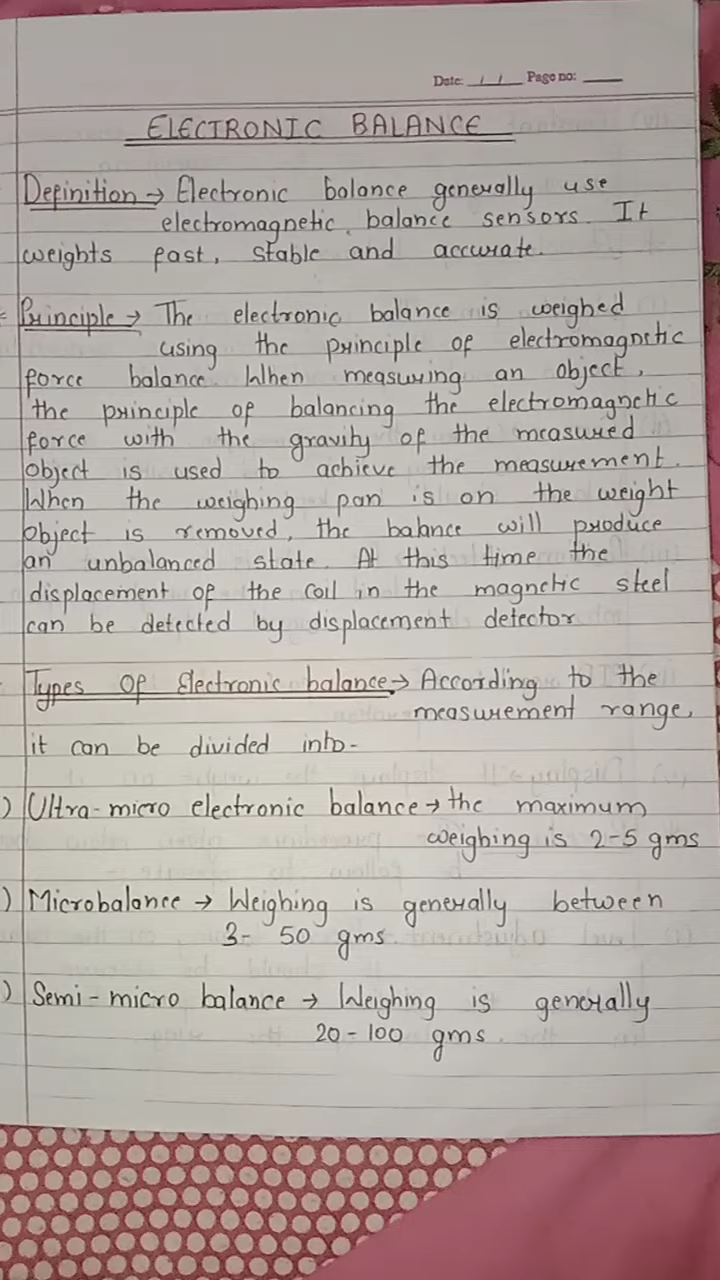 Date: / / Page no:
ELECTRONIC BALANCE
Definition → Electronic balance generally use
electromagnetic balance sensors. It
weights fast, stable and accurate.
Principle → The electronic balance is weighed
using the principle of electromagnetic
force balance. When measuring an object,
the principle of balancing the electromagnetic
force with the gravity of the measured
object is used to achieve the measurement.
When the weighing pan is on the weight
object is removed, the balance will produce
an unbalanced state. At this time the
displacement of the coil in the magnetic steel
can be detected by displacement detector
Types Of Electronic balance → According to the
measurement range,
it can be divided into-
) Ultra-micro electronic balance → the maximum
weighing is 2-5 gms
) Microbalance → Weighing is generally between
3- 50 gms.
) Semi-micro balance → Weighing is generally
20-100 gms.